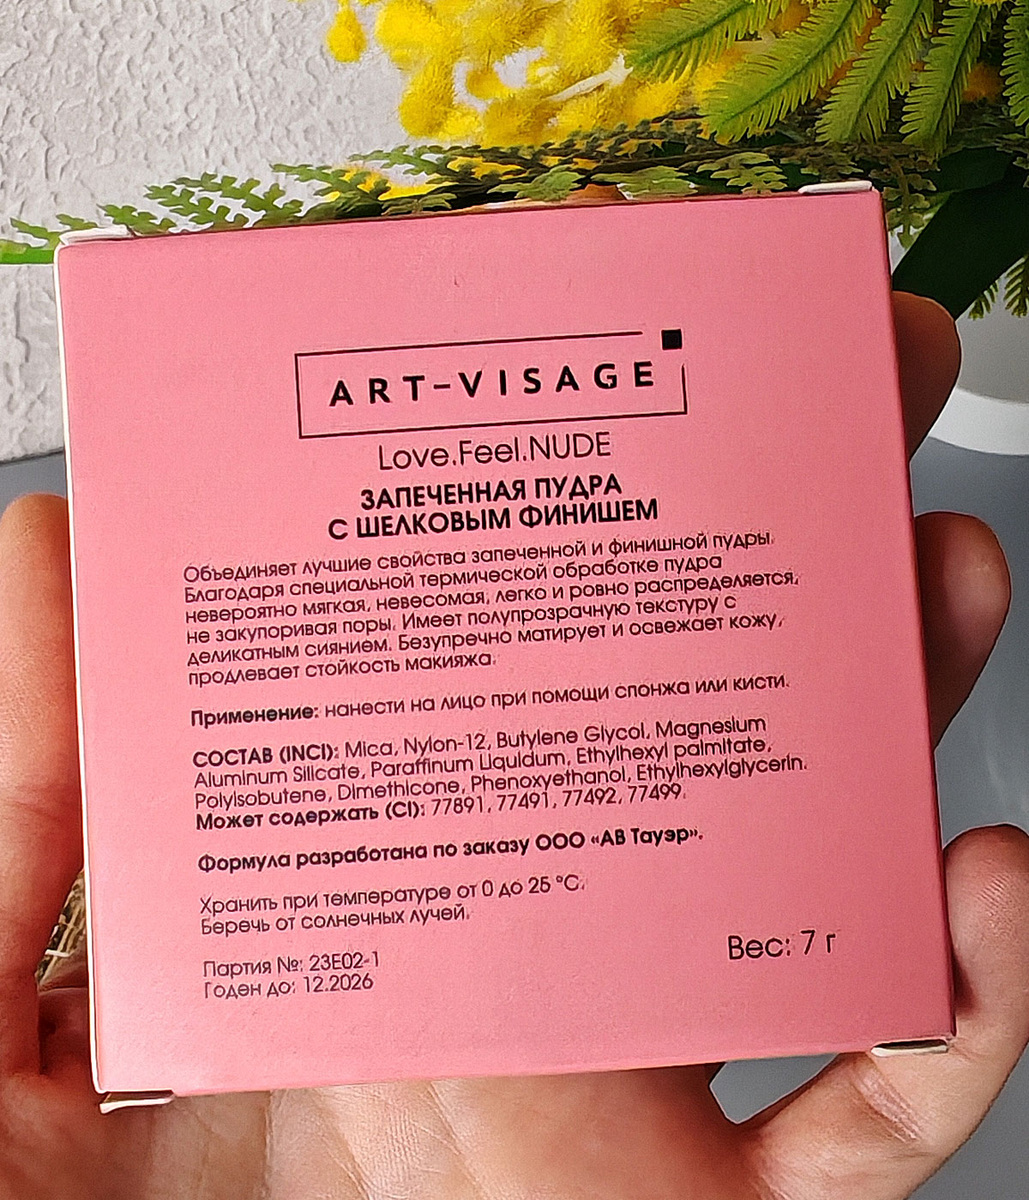 ART-VISAGE
Love.Feel.NUDE
ЗАПЕЧЕННАЯ ПУДРА
С ШЕЛКОВЫМ ФИНИШЕМ
Объединяет лучшие свойства запеченной и финишной пудры.
Благодаря специальной термической обработке пудра
невероятно мягкая, невесомая, легко и ровно распределяется,
не закупоривая поры. Имеет полупрозрачную текстуру с
деликатным сиянием. Безупречно матирует и освежает кожу,
продлевает стойкость макияжа.
Применение: нанести на лицо при помощи спонжа или кисти.
СОСТАВ (INCI): Mica, Nylon-12, Butylene Glycol, Magnesium
Aluminum Silicate, Paraffinum Liquidum, Ethylhexyl palmitate,
Polyisobutene, Dimethicone, Phenoxyethanol, Ethylhexylglycerin.
Может содержать (CI): 77891, 77491, 77492, 77499.
Формула разработана по заказу ООО «АВ Тауэр».
Хранить при температуре от 0 до 25 °C.
Беречь от солнечных лучей.
Партия №: 23E02-1
Годен до: 12.2026
Вес: 7 г